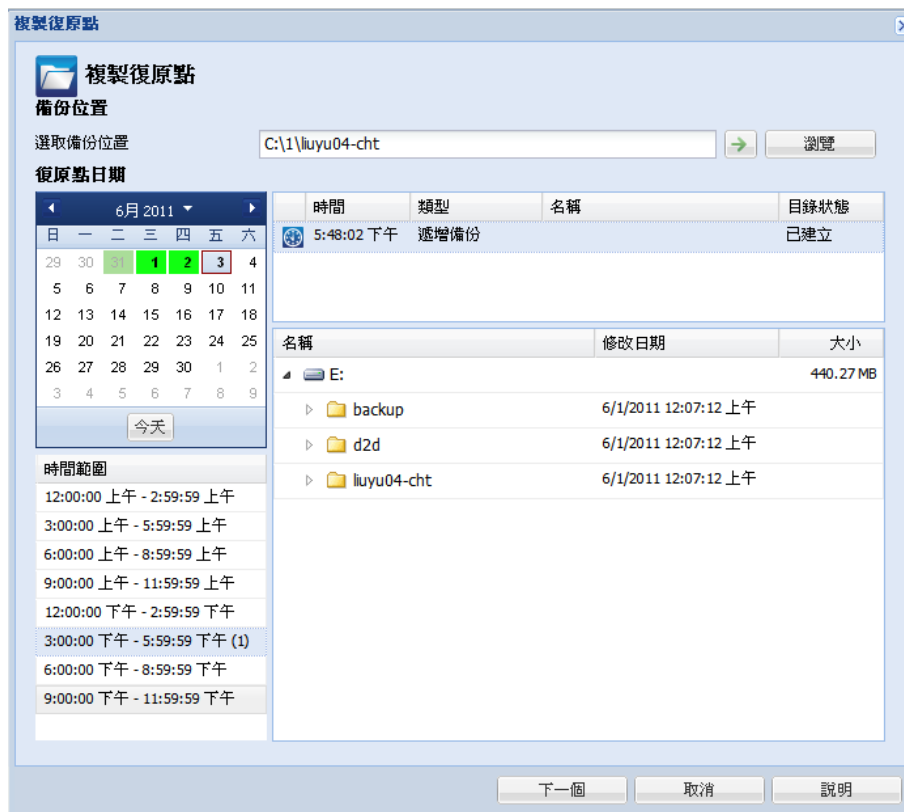 複製復原點
複製復原點
備份位置
選取備份位置 C:\1\liuyu04-cht 瀏覽
復原點日期
6月 2011
日 一 二 三 四 五 六
29 30 31 1 2 3 4
5 6 7 8 9 10 11
12 13 14 15 16 17 18
19 20 21 22 23 24 25
26 27 28 29 30 1 2
3 4 5 6 7 8 9
今天
時間範圍
12:00:00 上午 - 2:59:59 上午
3:00:00 上午 - 5:59:59 上午
6:00:00 上午 - 8:59:59 上午
9:00:00 上午 - 11:59:59 上午
12:00:00 下午 - 2:59:59 下午
3:00:00 下午 - 5:59:59 下午 (1)
6:00:00 下午 - 8:59:59 下午
9:00:00 下午 - 11:59:59 下午
時間 類型 名稱 目錄狀態
5:48:02 下午 遞增備份 已建立
名稱 修改日期 大小
E: 440.27 MB
backup 6/1/2011 12:07:12 上午
d2d 6/1/2011 12:07:12 上午
liuyu04-cht 6/1/2011 12:07:12 上午
下一個 取消 說明